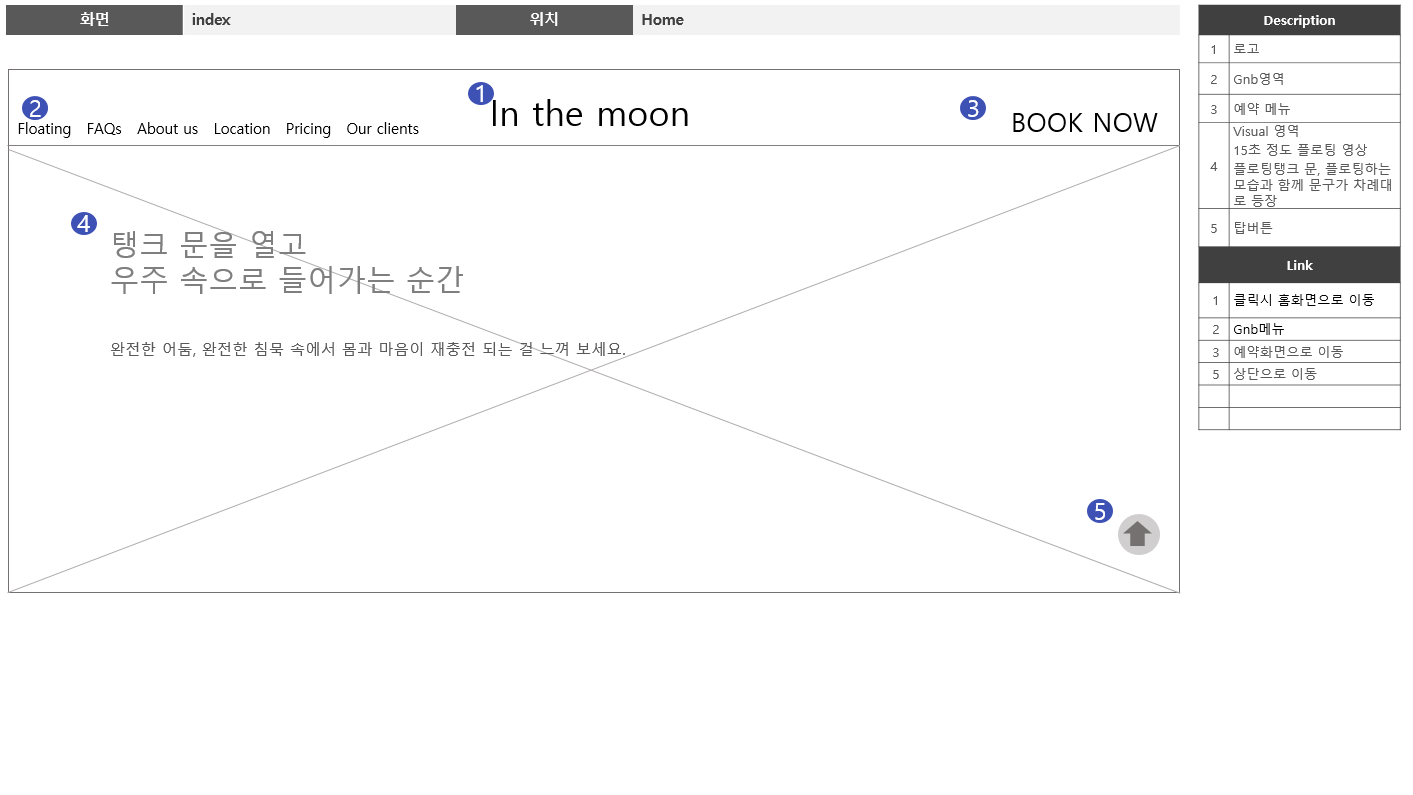 화면 index 위치 Home
1
In the moon
2
Floating FAQs About us Location Pricing Our clients
3
BOOK NOW
4
탱크 문을 열고
우주 속으로 들어가는 순간
완전한 어둠, 완전한 침묵 속에서 몸과 마음이 재충전 되는 걸 느껴 보세요.
5
Description
1 로고
2 Gnb영역
3 예약 메뉴
4 Visual 영역
15초 정도 플로팅 영상
플로팅탱크 문, 플로팅하는
모습과 함께 문구가 차례대
로 등장
5 탑버튼
Link
1 클릭시 홈화면으로 이동
2 Gnb메뉴
3 예약화면으로 이동
5 상단으로 이동